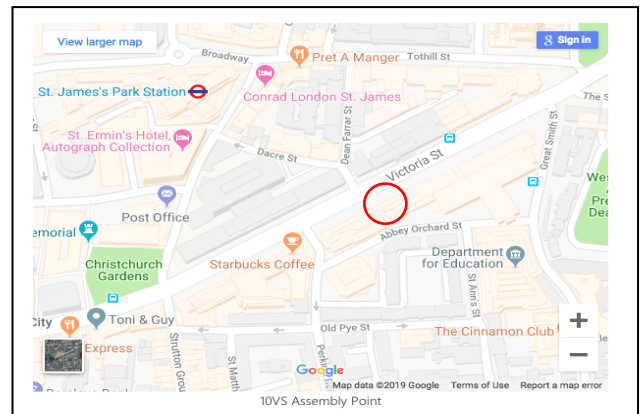 View larger map
Sign in
Broadway
Pret A Manger
Tothill St
St. James's Park Station
Conrad London St. James
The S
St. Ermin's Hotel,
Autograph Collection
Dean Farrar St
Great Smith St
Dacre St
Victoria St
Post Office
Wes
A
Pre
Dea
emorial
Abbey Orchard St
Christchurch
Gardens
Starbucks Coffee
Department
for Education
St Ann's St
City
Toni & Guy
Express
Strutton Grou
St Matth
Old Pye St
Perkin
The Cinnamon Club
+
−
Google
Map data ©2019 Google
Terms of Use
Report a map error
10VS Assembly Point